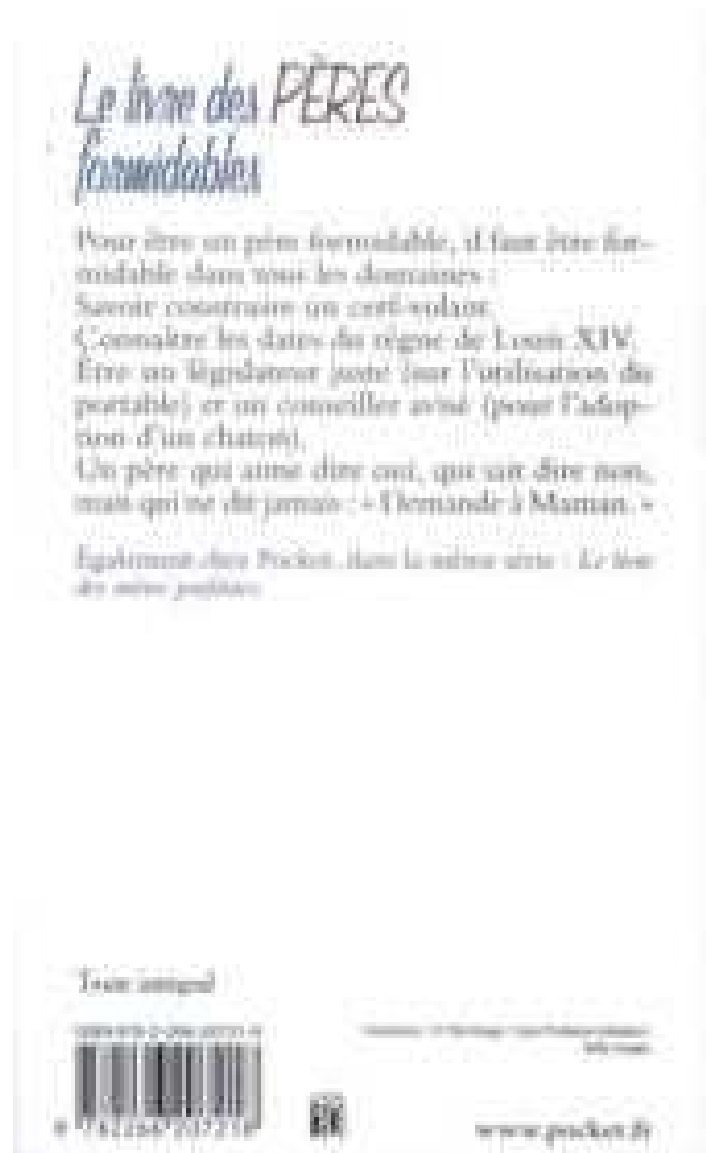 Le livre des PÈRES
formidables
Pour être un père formidable, il faut être for-
midable dans tous les domaines :
Savoir construire un cerf-volant.
Connaître les dates du règne de Louis XIV.
Être un législateur juste (sur l'utilisation du
portable) et un conseiller avisé (pour l'adop-
tion d'un chaton).
Un père qui aime dire oui, qui sait dire non,
mais qui ne dit jamais : « Demande à Maman. »
Également chez Pocket, dans la même série : Le livre
des mères parfaites
Texte intégral
www.pocket.fr